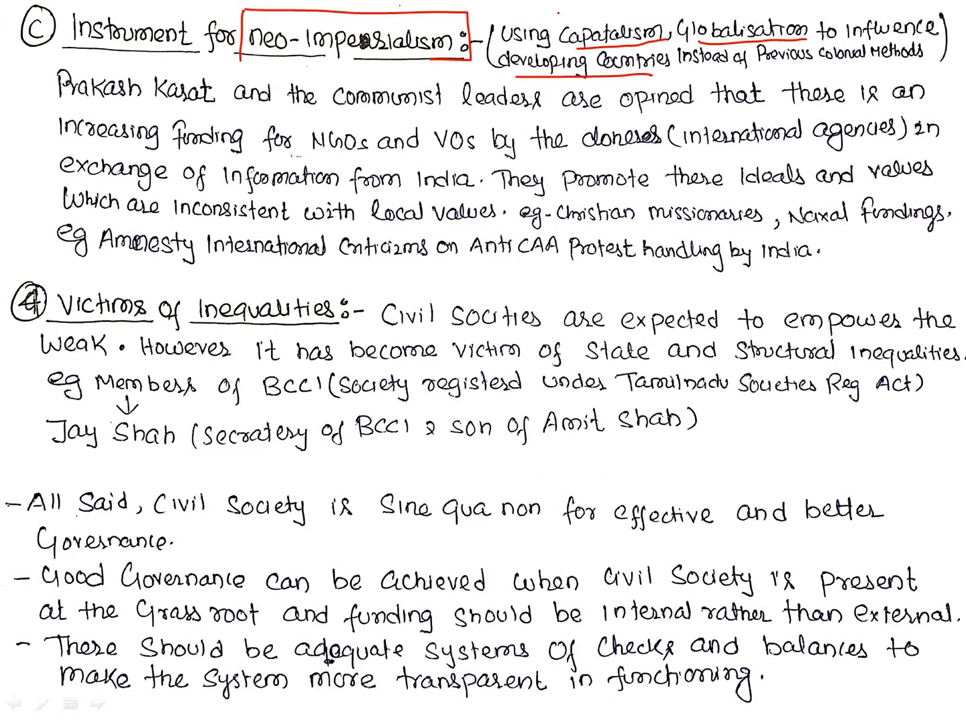 (C) Instrument for neo-Imperialism:- (Using Capatalism, Globalisation to influence
developing Countries Instead of Previous Colonial Methods)
Prakash Karat and the communist leaders are opined that there is an
increasing funding for NGOs and VOs by the doneres (international agencies) in
exchange of Information from India. They promote there Ideals and values
which are inconsistent with local values. eg- Christian missionaries, Naxal fundings.
eg Amnesty International Criticizms on Anti CAA Protest handling by India.
(4) Victims of Inequalities:- Civil Socities are expected to empower the
weak. However it has become victim of State and Structural Inequalities.
eg Members of BCCI (Society registerd under Tamulnadu Societies Reg Act)
↓
Jay Shah (Secratery of BCCI & son of Amit Shah)
- All Said, Civil Society is Sine qua non for effective and better
Governance.
- Good Governance can be achieved when civil Society is present
at the Grass root and funding should be internal rather than external.
- There Should be adequate systems of checks and balances to
make the system more transparent in functioning.